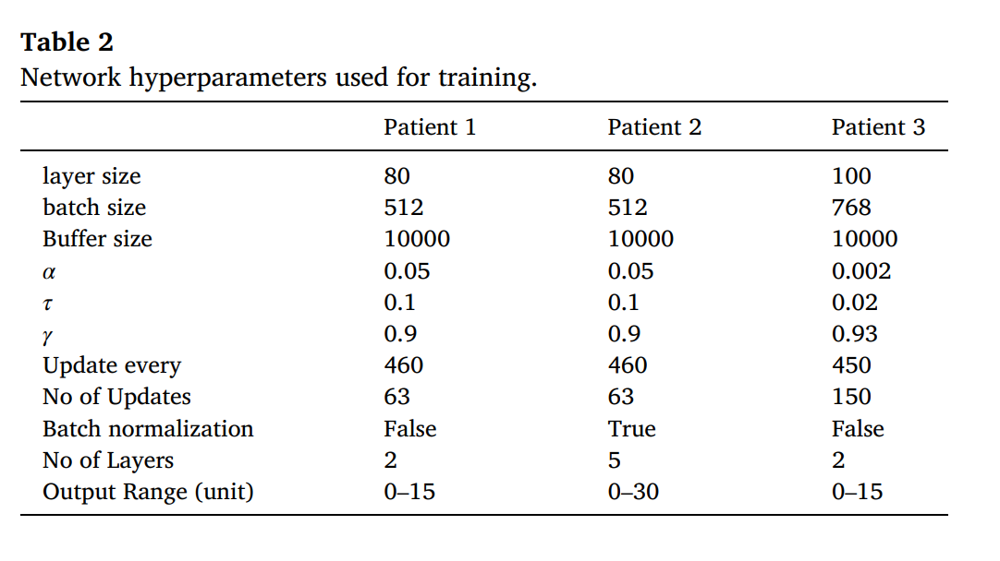 Table 2
Network hyperparameters used for training.
Patient 1 Patient 2 Patient 3
layer size 80 80 100
batch size 512 512 768
Buffer size 10000 10000 10000
α 0.05 0.05 0.002
τ 0.1 0.1 0.02
γ 0.9 0.9 0.93
Update every 460 460 450
No of Updates 63 63 150
Batch normalization False True False
No of Layers 2 5 2
Output Range (unit) 0–15 0–30 0–15